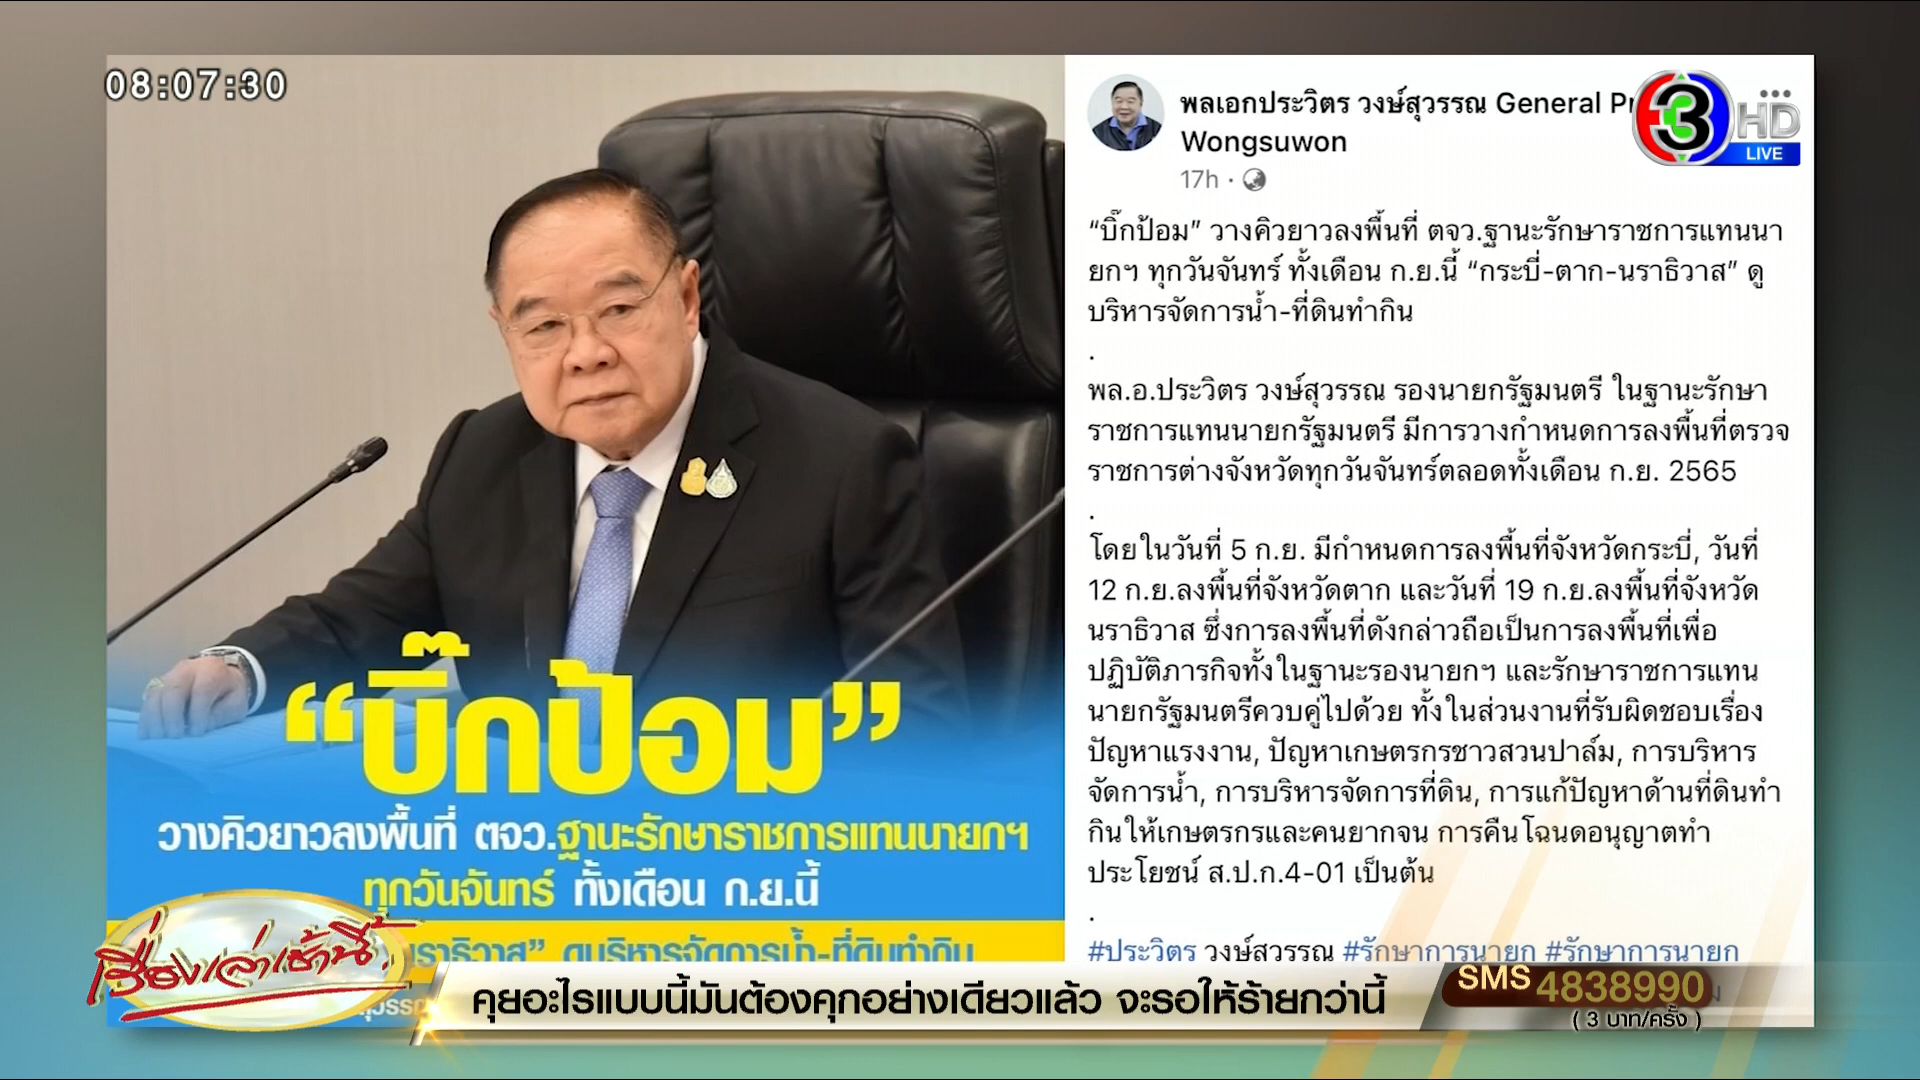 08:07:30
พลเอกประวิตร วงษ์สุวรรณ General
Wongsuwon
17h
3 HD
LIVE
“บิ๊กป้อม” วางคิวยาวลงพื้นที่ ตจว.ฐานะรักษาราชการแทนนา
ยกฯ ทุกวันจันทร์ ทั้งเดือน ก.ย.นี้ “กระบี่-ตาก-นราธิวาส” ดู
บริหารจัดการน้ำ-ที่ดินทำกิน
.
พล.อ.ประวิตร วงษ์สุวรรณ รองนายกรัฐมนตรี ในฐานะรักษา
ราชการแทนนายกรัฐมนตรี มีการวางกำหนดการลงพื้นที่ตรวจ
ราชการต่างจังหวัดทุกวันจันทร์ตลอดทั้งเดือน ก.ย. 2565
.
โดยในวันที่ 5 ก.ย. มีกำหนดการลงพื้นที่จังหวัดกระบี่, วันที่
12 ก.ย.ลงพื้นที่จังหวัดตาก และวันที่ 19 ก.ย.ลงพื้นที่จังหวัด
นราธิวาส ซึ่งการลงพื้นที่ดังกล่าวถือเป็นการลงพื้นที่เพื่อ
ปฏิบัติภารกิจทั้งในฐานะรองนายกฯ และรักษาราชการแทน
นายกรัฐมนตรีควบคู่ไปด้วย ทั้งในส่วนงานที่รับผิดชอบเรื่อง
ปัญหาแรงงาน, ปัญหาเกษตรกรชาวสวนปาล์ม, การบริหาร
จัดการน้ำ, การบริหารจัดการที่ดิน, การแก้ปัญหาด้านที่ดินทำ
กินให้เกษตรกรและคนยากจน การคืนโฉนดอนุญาตทำ
ประโยชน์ ส.ป.ก.4-01 เป็นต้น
.
#ประวิตร วงษ์สุวรรณ #รักษาการนายก #รักษาการนายก
“บิ๊กป้อม”
วางคิวยาวลงพื้นที่ ตจว.ฐานะรักษาราชการแทนนายกฯ
ทุกวันจันทร์ ทั้งเดือน ก.ย.นี้
นราธิวาส” ดูบริหารจัดการน้ำ-ที่ดินทำกิน
เรื่องเล่าเช้านี้
คุยอะไรแบบนี้มันต้องคุกอย่างเดียวแล้ว จะรอให้ร้ายกว่านี้
SMS 4838990
( 3 บาท/ครั้ง )